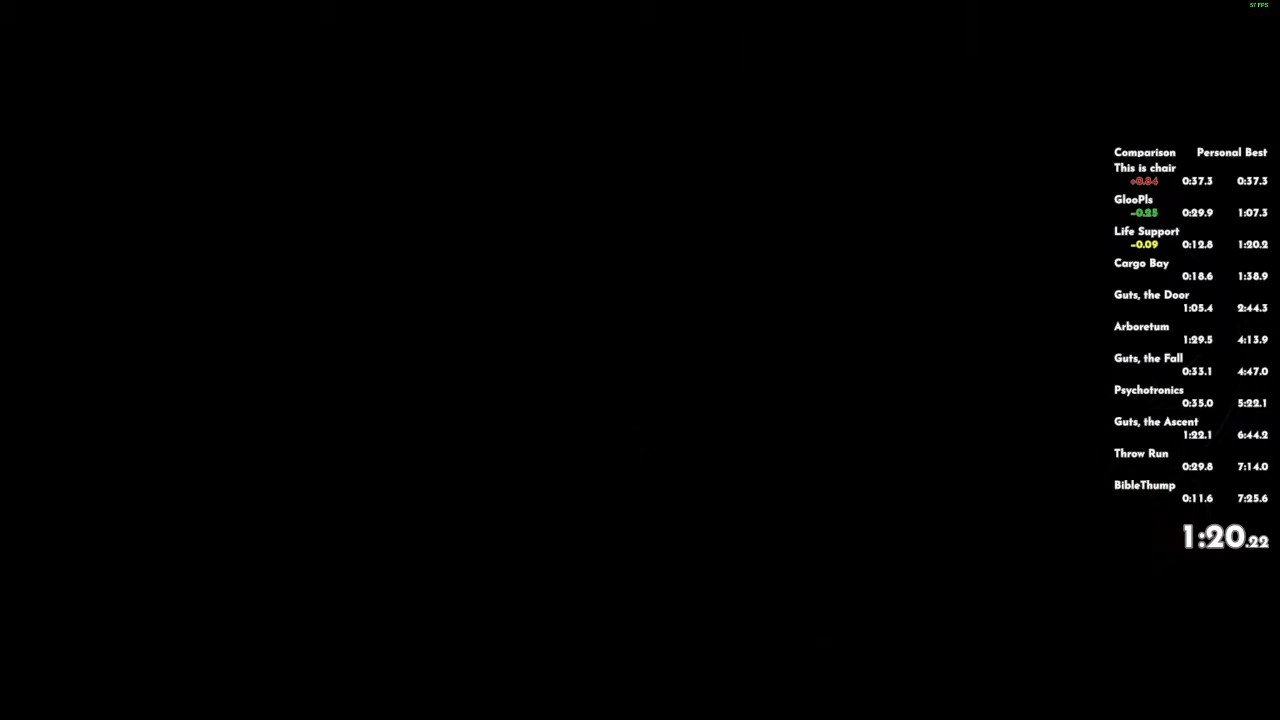 57 FPS
Comparison Personal Best
This is chair
+0.84 0:37.3 0:37.3
GlooPls
-0.25 0:29.9 1:07.3
Life Support
-0.09 0:12.8 1:20.2
Cargo Bay
0:18.6 1:38.9
Guts, the Door
1:05.4 2:44.3
Arboretum
1:29.5 4:13.9
Guts, the Fall
0:33.1 4:47.0
Psychotronics
0:35.0 5:22.1
Guts, the Ascent
1:22.1 6:44.2
Throw Run
0:29.8 7:14.0
BibleThump
0:11.6 7:25.6
1:20.22